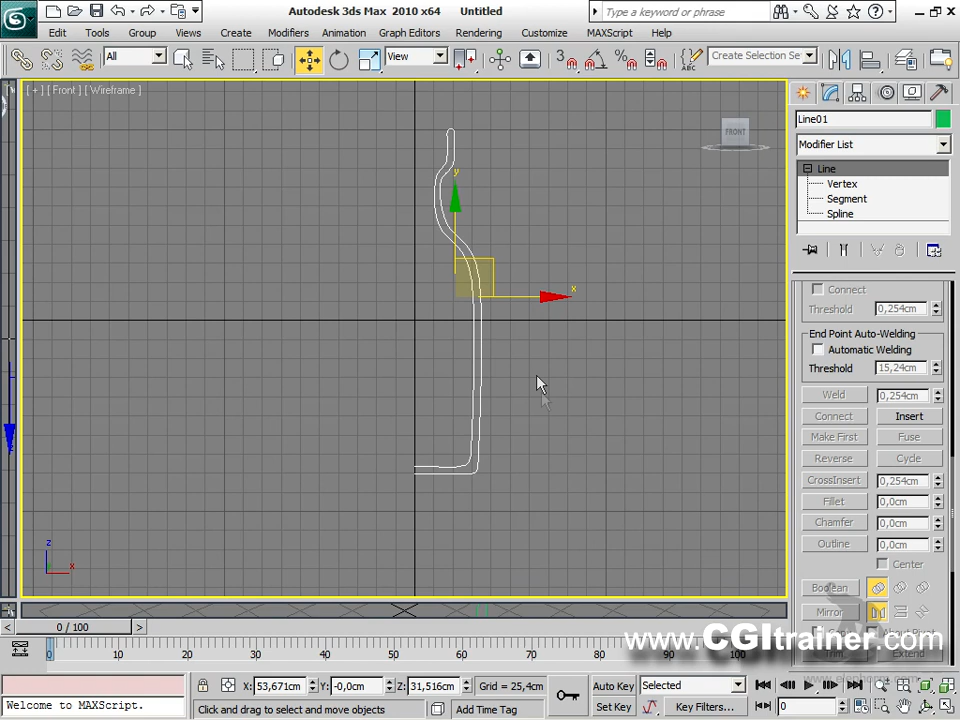 Autodesk 3ds Max 2010 x64 Untitled
Type a keyword or phrase
Edit Tools Group Views Create Modifiers Animation Graph Editors Rendering Customize MAXScript Help
All View 3 Create Selection Se
[ + ] [ Front ] [ Wireframe ]
FRONT
y
x
z
x
Line01
Modifier List
Line
Vertex
Segment
Spline
Connect
Threshold 0,254cm
End Point Auto-Welding
Automatic Welding
Threshold 15,24cm
Weld 0,254cm
Connect Insert
Make First Fuse
Reverse Cycle
CrossInsert 0,254cm
Fillet 0,0cm
Chamfer 0,0cm
Outline 0,0cm
Center
Boolean
Mirror
About Pivot
Extend
www.CGItrainer.com
< 0 / 100 >
0 10 20 30 40 50 60 70 80 90 100
X: 53,671cm Y: -0,0cm Z: 31,516cm Grid = 25,4cm
Auto Key Selected
Set Key Key Filters... 0
Welcome to MAXScript.
Click and drag to select and move objects Add Time Tag